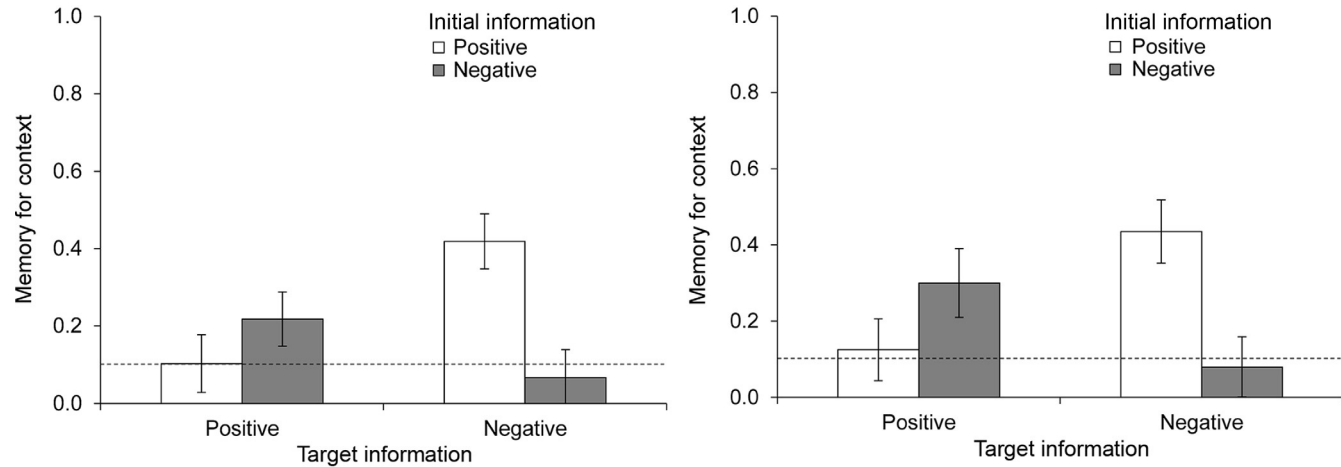 Initial information
Positive
Negative
Memory for context
1.0
0.8
0.6
0.4
0.2
0.0
Positive
Negative
Target information
Initial information
Positive
Negative
Memory for context
1.0
0.8
0.6
0.4
0.2
0.0
Positive
Negative
Target information